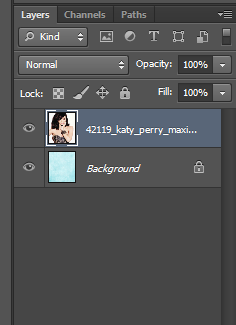 Layers Channels Paths
Kind T
Normal Opacity: 100%
Lock: Fill: 100%
42119_katy_perry_maxi...
Background